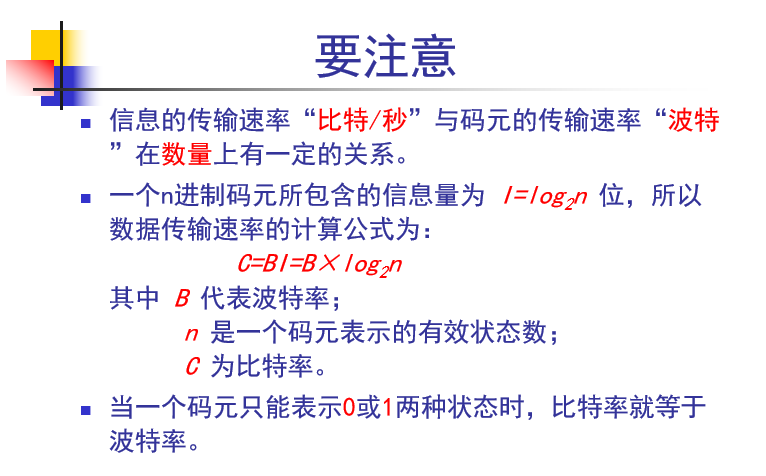 要注意
信息的传输速率“比特/秒”与码元的传输速率“波特
”在数量上有一定的关系。
一个n进制码元所包含的信息量为 I=log₂n 位，所以
数据传输速率的计算公式为：
C=BI=B×log₂n
其中 B 代表波特率；
n 是一个码元表示的有效状态数；
C 为比特率。
当一个码元只能表示0或1两种状态时，比特率就等于
波特率。